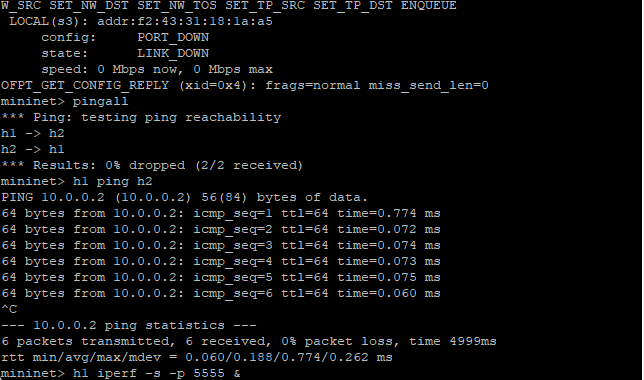 W_SRC SET_NW_DST SET_NW_TOS SET_TP_SRC SET_TP_DST ENQUEUE
 LOCAL(s3): addr:f2:43:31:18:1a:a5
     config:     PORT_DOWN
     state:      LINK_DOWN
     speed: 0 Mbps now, 0 Mbps max
OFPT_GET_CONFIG_REPLY (xid=0x4): frags=normal miss_send_len=0
mininet> pingall
*** Ping: testing ping reachability
h1 -> h2
h2 -> h1
*** Results: 0% dropped (2/2 received)
mininet> h1 ping h2
PING 10.0.0.2 (10.0.0.2) 56(84) bytes of data.
64 bytes from 10.0.0.2: icmp_seq=1 ttl=64 time=0.774 ms
64 bytes from 10.0.0.2: icmp_seq=2 ttl=64 time=0.072 ms
64 bytes from 10.0.0.2: icmp_seq=3 ttl=64 time=0.074 ms
64 bytes from 10.0.0.2: icmp_seq=4 ttl=64 time=0.073 ms
64 bytes from 10.0.0.2: icmp_seq=5 ttl=64 time=0.075 ms
64 bytes from 10.0.0.2: icmp_seq=6 ttl=64 time=0.060 ms
^C
--- 10.0.0.2 ping statistics ---
6 packets transmitted, 6 received, 0% packet loss, time 4999ms
rtt min/avg/max/mdev = 0.060/0.188/0.774/0.262 ms
mininet> h1 iperf -s -p 5555 &